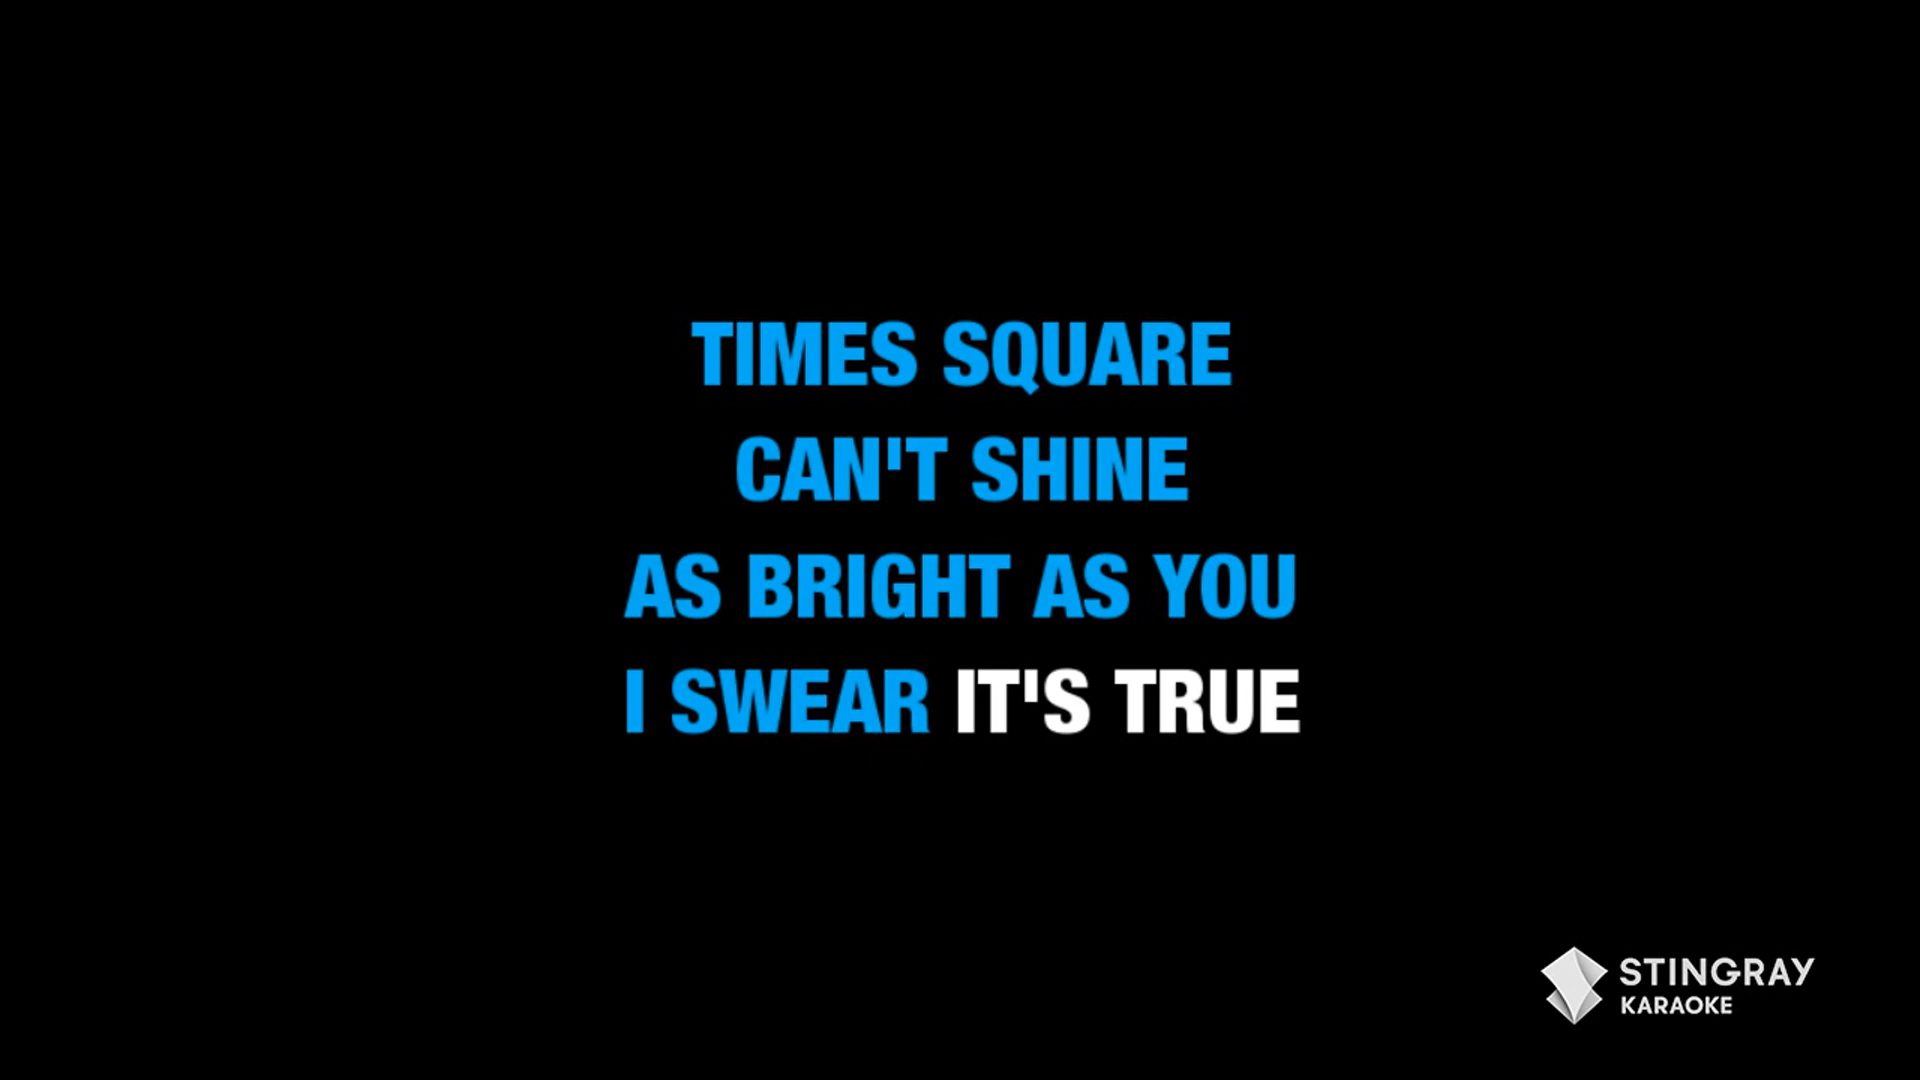 TIMES SQUARE
CAN'T SHINE
AS BRIGHT AS YOU
I SWEAR IT'S TRUE
STINGRAY
KARAOKE